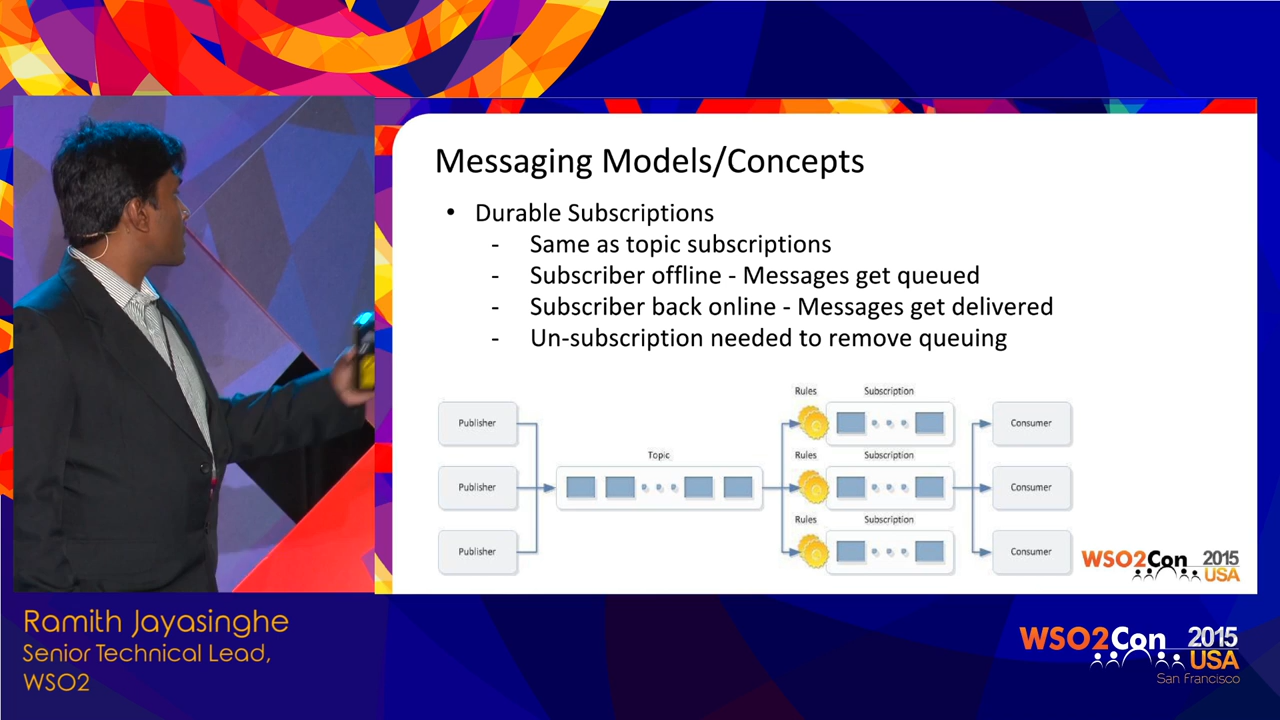 Messaging Models/Concepts
• Durable Subscriptions
- Same as topic subscriptions
- Subscriber offline - Messages get queued
- Subscriber back online - Messages get delivered
- Un-subscription needed to remove queuing
Rules
Subscription
Publisher
Consumer
Topic
Rules
Subscription
Publisher
Consumer
Rules
Subscription
Publisher
Consumer
WSO2Con 2015
USA
Ramith Jayasinghe
Senior Technical Lead,
WSO2
WSO2Con 2015
USA
San Francisco